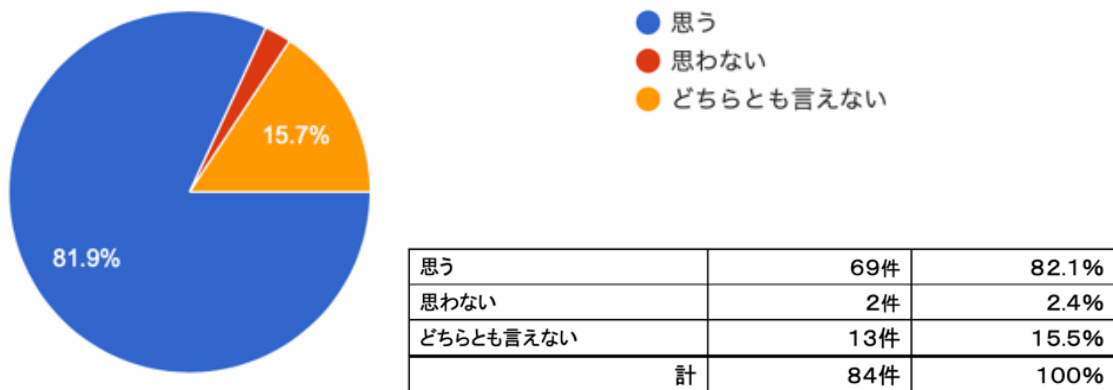 思う
思わない
どちらとも言えない
15.7%
81.9%
思う 69件 82.1%
思わない 2件 2.4%
どちらとも言えない 13件 15.5%
計 84件 100%